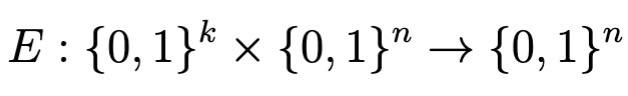 E : {0, 1}ᵏ × {0, 1}ⁿ → {0, 1}ⁿ